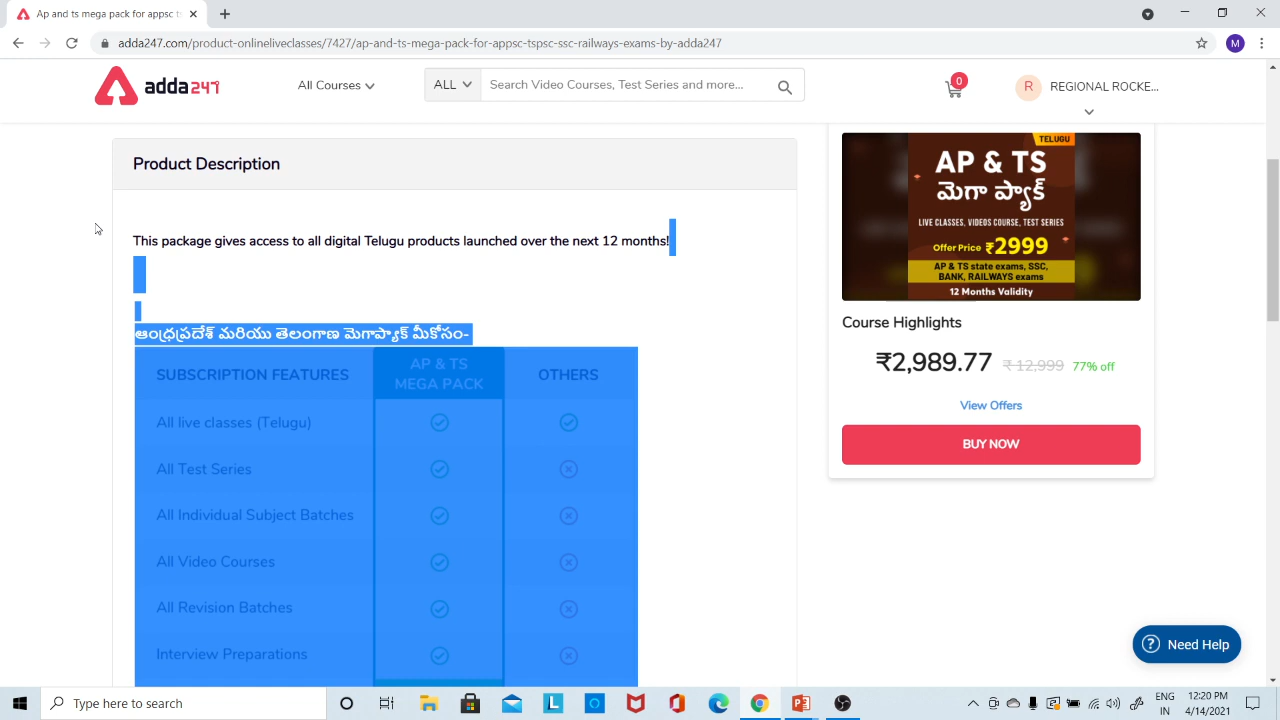 Ap and ts mega pack for appsc t
livelasses/7427/ap-and-ts-mega-pack-for-appsc-tspsc-banks-ssc-railways-exams-by-adda247
M
adda247
All Courses
ALL
Search Video Courses, Test Series and more...
0
R
REGIONAL ROCKE...
Product Description
This package gives access to all digital Telugu products launched over the next 12 months!
ఆంధ్రప్రదేశ్ మరియు తెలంగాణ మెగాప్యాక్ మీకోసం-
SUBSCRIPTION FEATURES
AP & TS
MEGA PACK
OTHERS
All live classes (Telugu)
All Test Series
All Individual Subject Batches
All Video Courses
All Revision Batches
Interview Preparations
TELUGU
AP & TS
మెగా ప్యాక్
LIVE CLASSES, VIDEOS COURSE, TEST SERIES
Offer Price ₹2999
AP & TS state exams, SSC,
BANK, RAILWAYS exams
12 Months Validity
Course Highlights
₹2,989.77 ₹ 12,999 77% off
View Offers
BUY NOW
Need Help
Type here to search
ENG
IN
12:20 PM
4/14/2021